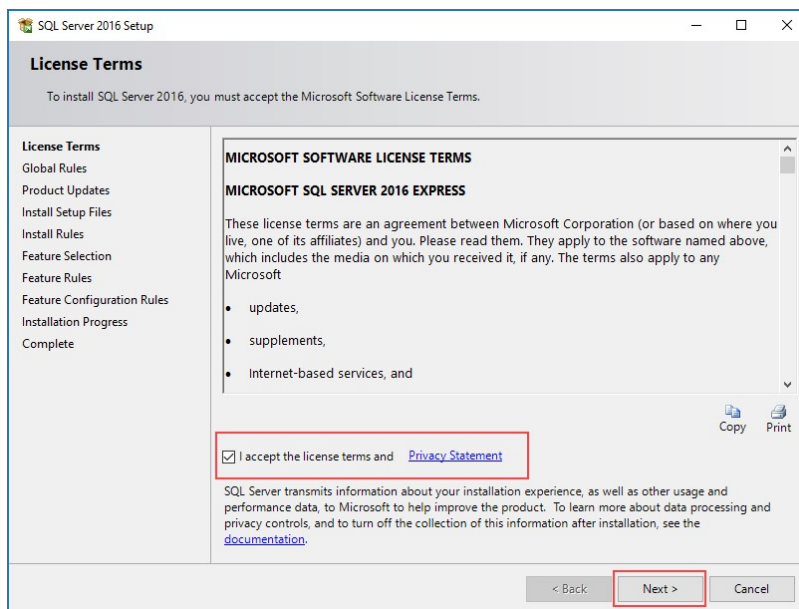 SQL Server 2016 Setup
License Terms
To install SQL Server 2016, you must accept the Microsoft Software License Terms.
License Terms
Global Rules
Product Updates
Install Setup Files
Install Rules
Feature Selection
Feature Rules
Feature Configuration Rules
Installation Progress
Complete
MICROSOFT SOFTWARE LICENSE TERMS
MICROSOFT SQL SERVER 2016 EXPRESS
These license terms are an agreement between Microsoft Corporation (or based on where you
live, one of its affiliates) and you. Please read them. They apply to the software named above,
which includes the media on which you received it, if any. The terms also apply to any
Microsoft
• updates,
• supplements,
• Internet-based services, and
Copy Print
I accept the license terms and Privacy Statement
SQL Server transmits information about your installation experience, as well as other usage and
performance data, to Microsoft to help improve the product. To learn more about data processing and
privacy controls, and to turn off the collection of this information after installation, see the
documentation.
< Back Next > Cancel